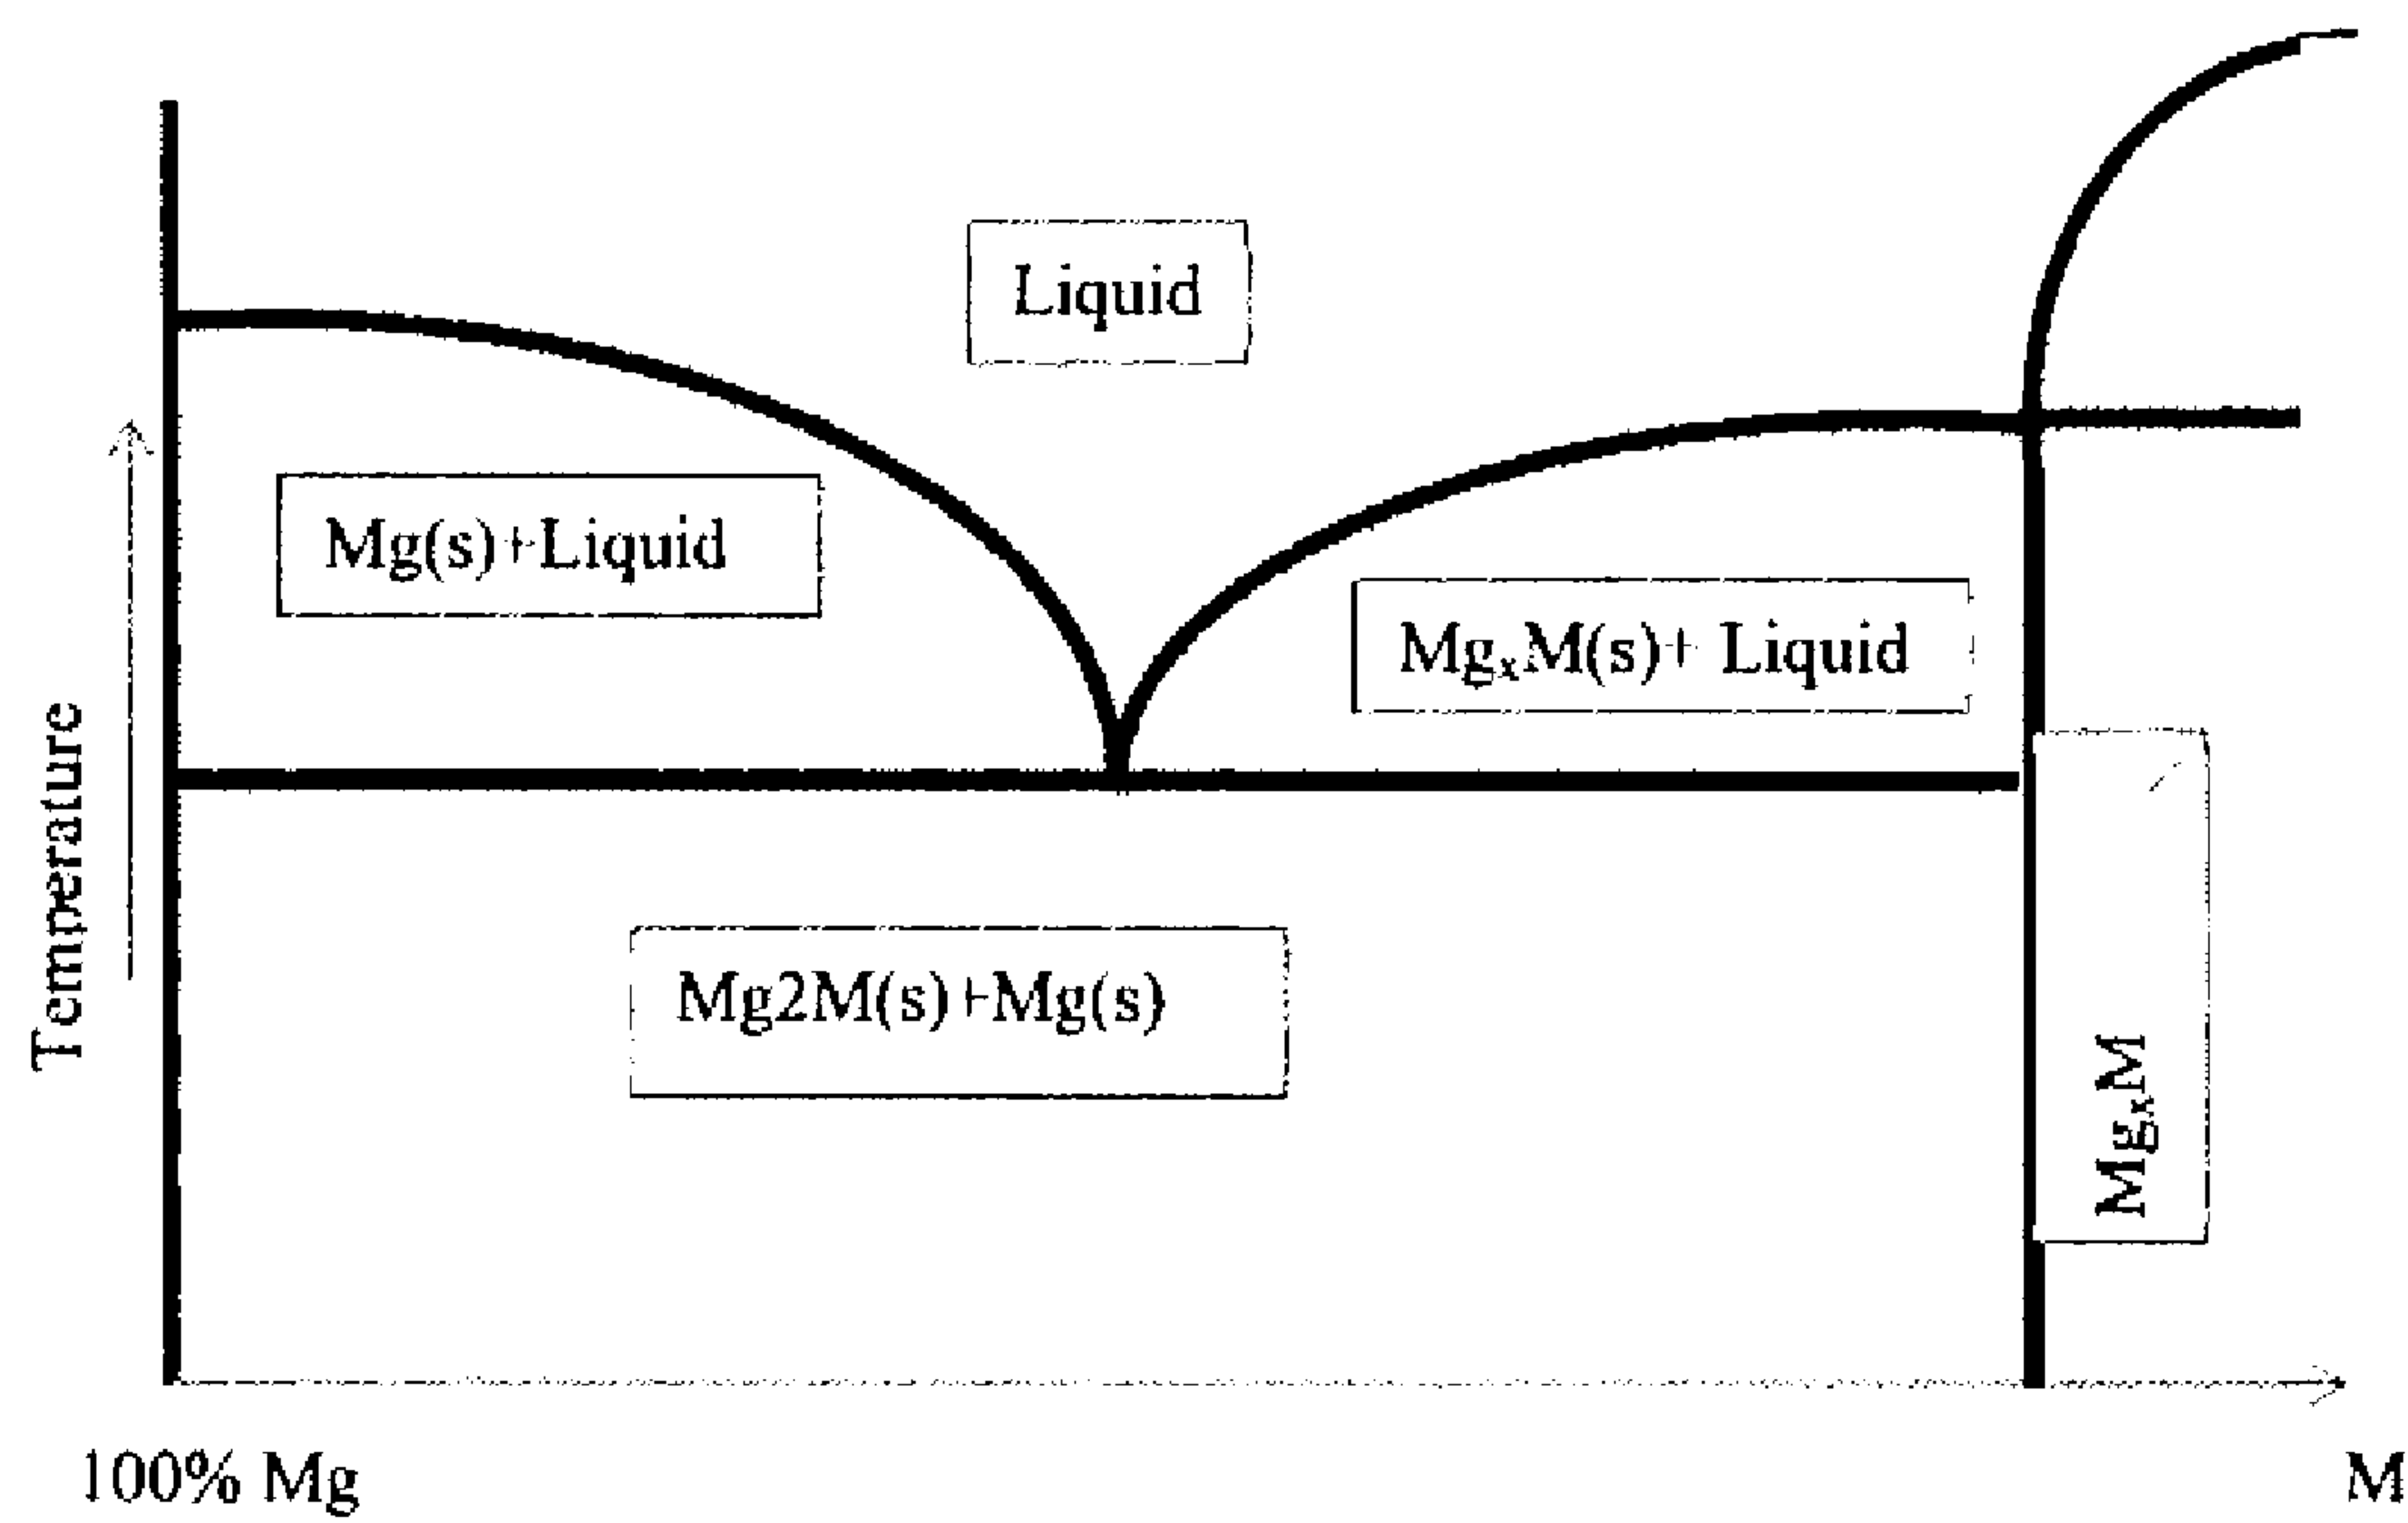 Liquid
Mg(s)+Liquid
MgₓM(s)+ Liquid
Temperature
Mg2M(s)+Mg(s)
MgₓM
100% Mg
M